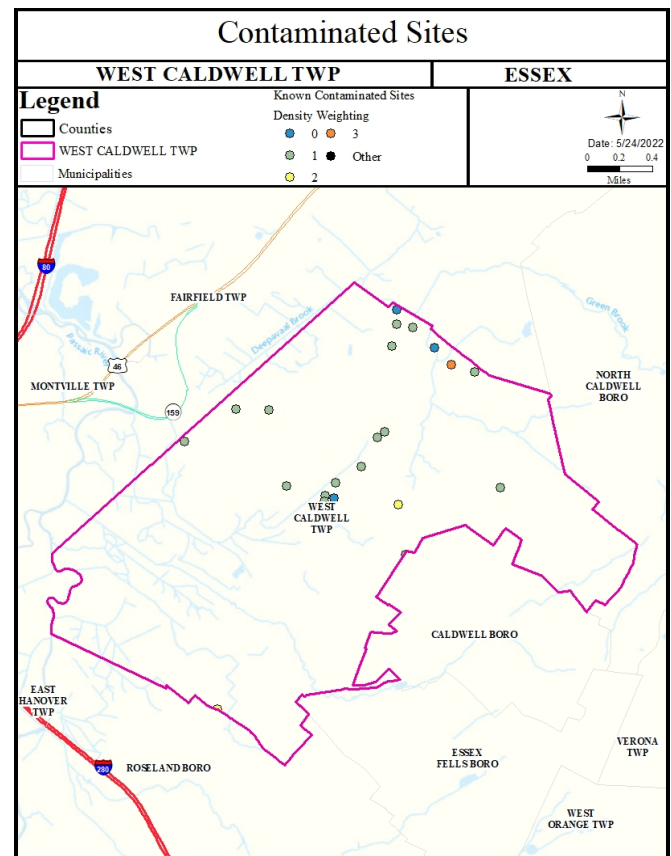 Contaminated Sites
WEST CALDWELL TWP
ESSEX
Legend
Counties
WEST CALDWELL TWP
Municipalities
Known Contaminated Sites
Density Weighting
0
3
1
Other
2
N
Date: 5/24/2022
0 0.2 0.4
Miles
80
FAIRFIELD TWP
Deepavaal Brook
Green Brook
Passaic River
46
MONTVILLE TWP
159
NORTH
CALDWELL
BORO
WEST
CALDWELL
TWP
CALDWELL BORO
EAST
HANOVER
TWP
280
ROSELAND BORO
ESSEX
FELLS BORO
VERONA
TWP
WEST
ORANGE TWP